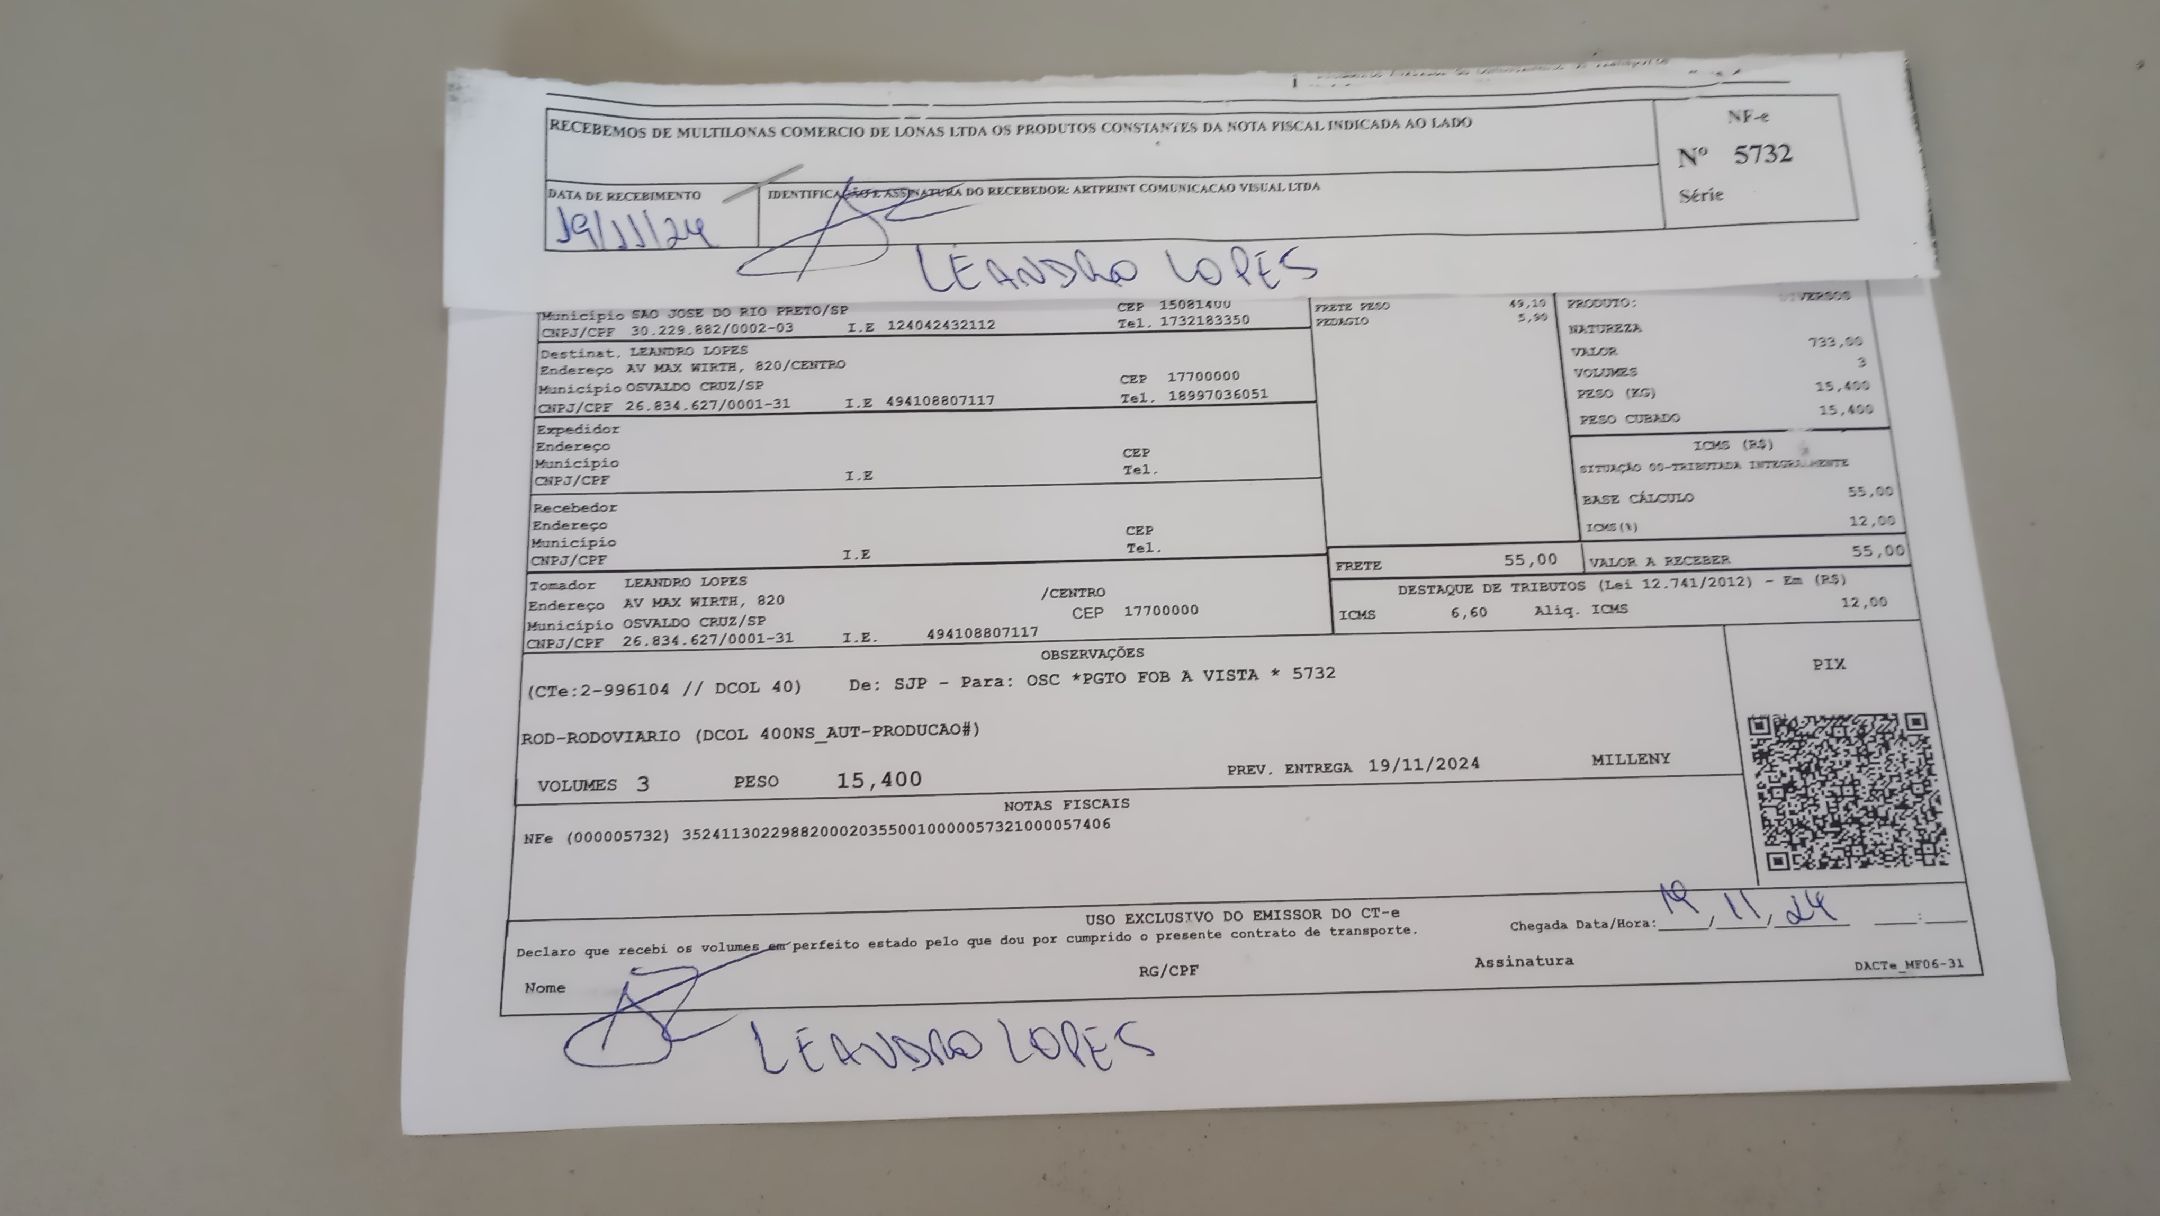 RECEBEMOS DE MULTILONAS COMERCIO DE LONAS LTDA OS PRODUTOS CONSTANTES DA NOTA FISCAL INDICADA AO LADO
NF-e
Nº 5732
Série
DATA DE RECEBIMENTO
19/11/24
IDENTIFICAÇÃO E ASSINATURA DO RECEBEDOR: ARTPRINT COMUNICACAO VISUAL LTDA
LEANDRO LOPES
Município SAO JOSE DO RIO PRETO/SP CEP 15081400
CNPJ/CPF 30.229.882/0002-03 I.E 124042432112 Tel. 1732183350
Destinat. LEANDRO LOPES
Endereço AV MAX WIRTH, 820/CENTRO
Município OSVALDO CRUZ/SP CEP 17700000
CNPJ/CPF 26.834.627/0001-31 I.E 494108807117 Tel. 18997036051
Expedidor
Endereço
Município CEP
CNPJ/CPF I.E Tel.
Recebedor
Endereço
Município CEP
CNPJ/CPF I.E Tel.
Tomador LEANDRO LOPES
Endereço AV MAX WIRTH, 820 /CENTRO
Município OSVALDO CRUZ/SP CEP 17700000
CNPJ/CPF 26.834.627/0001-31 I.E. 494108807117
FRETE PESO 49,10
PEDAGIO 5,90
PRODUTO: DIVERSOS
NATUREZA
VALOR 733,00
VOLUMES 3
PESO (KG) 15,400
PESO CUBADO 15,400
ICMS (R$)
SITUAÇÃO 00-TRIBUTADA INTEGRALMENTE
BASE CÁLCULO 55,00
ICMS(%) 12,00
FRETE 55,00 VALOR A RECEBER 55,00
DESTAQUE DE TRIBUTOS (Lei 12.741/2012) - Em (R$)
ICMS 6,60 Aliq. ICMS 12,00
OBSERVAÇÕES
(CTe:2-996104 // DCOL 40) De: SJP - Para: OSC *PGTO FOB A VISTA * 5732
ROD-RODOVIARIO (DCOL 400NS_AUT-PRODUCAO#)
VOLUMES 3 PESO 15,400 PREV. ENTREGA 19/11/2024 MILLENY
PIX
NOTAS FISCAIS
NFe (000005732) 35241130229882000203550010000057321000057406
USO EXCLUSIVO DO EMISSOR DO CT-e
Declaro que recebi os volumes em perfeito estado pelo que dou por cumprido o presente contrato de transporte.
Chegada Data/Hora: 19/11/24 :
Nome RG/CPF Assinatura DACTe_MF06-31
LEANDRO LOPES